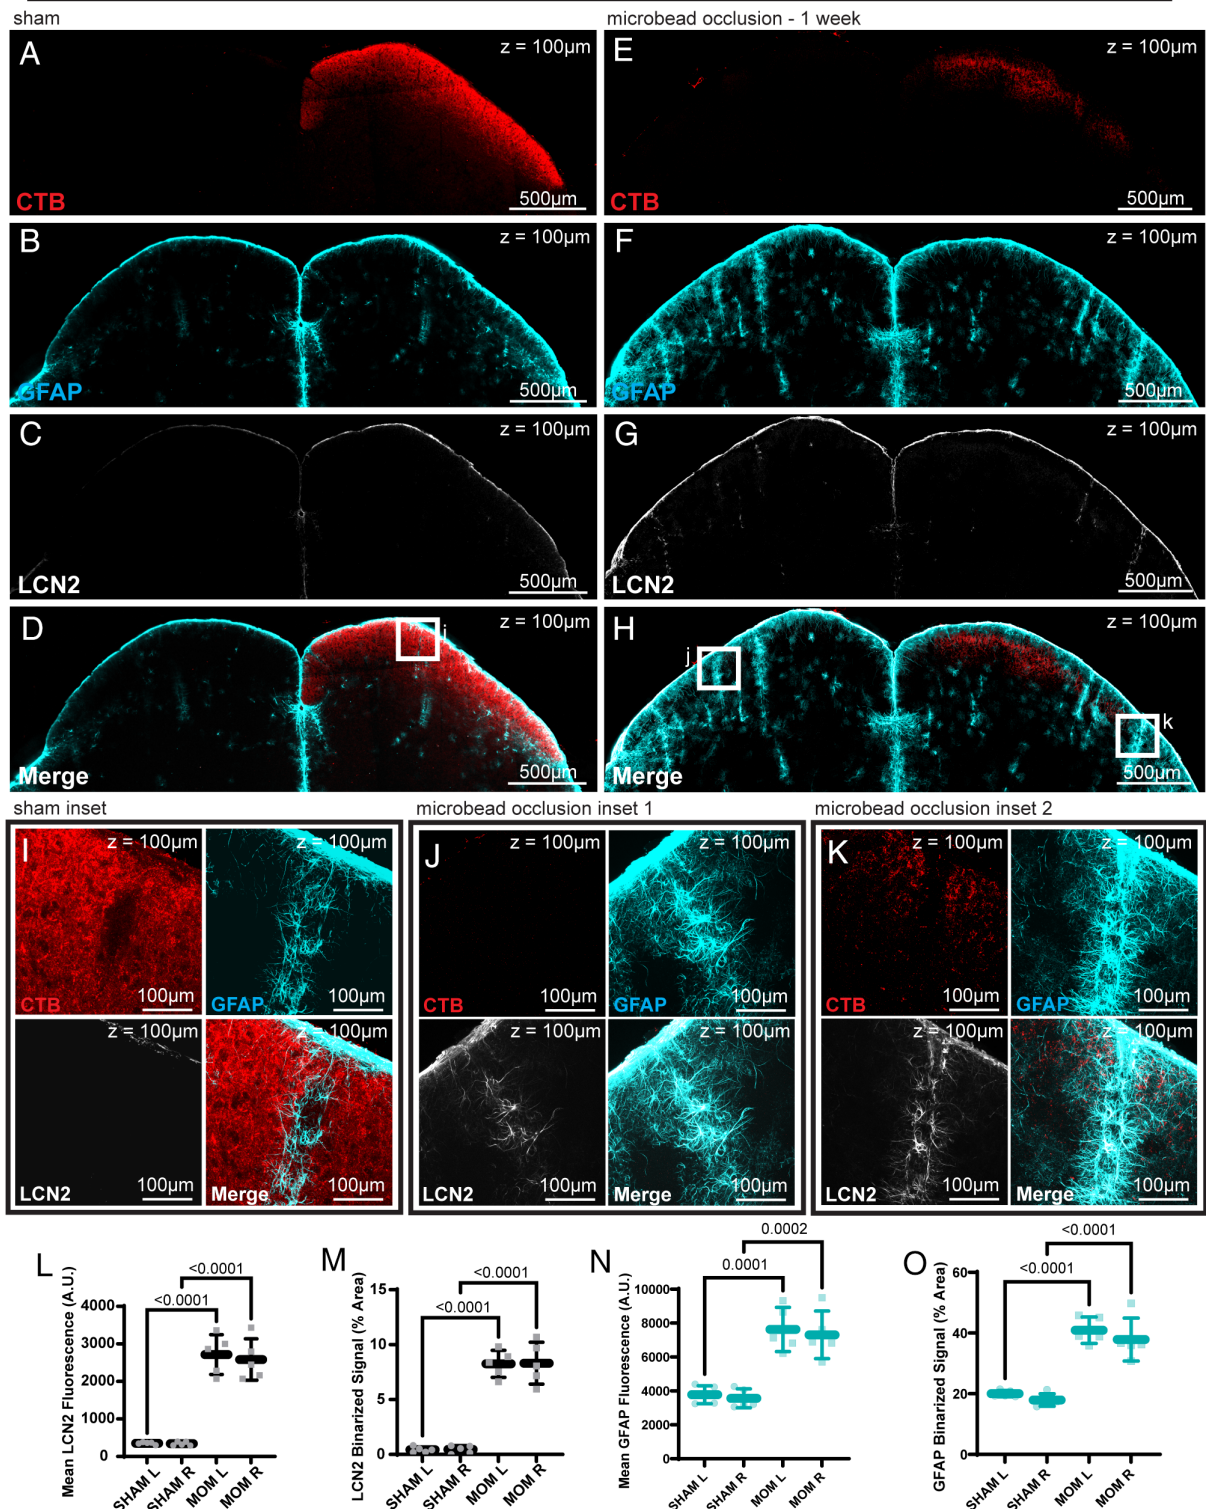 sham
microbead occlusion - 1 week
A
z = 100µm
CTB
500µm
E
z = 100µm
CTB
500µm
B
z = 100µm
GFAP
500µm
F
z = 100µm
GFAP
500µm
C
z = 100µm
LCN2
500µm
G
z = 100µm
LCN2
500µm
D
z = 100µm
i
Merge
500µm
H
z = 100µm
j
k
Merge
500µm
sham inset
microbead occlusion inset 1
microbead occlusion inset 2
I
z = 100µm
CTB
100µm
z = 100µm
GFAP
100µm
z = 100µm
LCN2
100µm
z = 100µm
Merge
100µm
J
z = 100µm
CTB
100µm
z = 100µm
GFAP
100µm
z = 100µm
LCN2
100µm
z = 100µm
Merge
100µm
K
z = 100µm
CTB
100µm
z = 100µm
GFAP
100µm
z = 100µm
LCN2
100µm
z = 100µm
Merge
100µm
L
Mean LCN2 Fluorescence (A.U.)
4000
3000
2000
1000
0
<0.0001
<0.0001
SHAM L
SHAM R
MOM L
MOM R
M
LCN2 Binarized Signal (% Area)
15
10
5
0
<0.0001
<0.0001
SHAM L
SHAM R
MOM L
MOM R
N
Mean GFAP Fluorescence (A.U.)
10000
8000
6000
4000
2000
0
0.0002
0.0001
SHAM L
SHAM R
MOM L
MOM R
O
GFAP Binarized Signal (% Area)
60
40
20
0
<0.0001
<0.0001
SHAM L
SHAM R
MOM L
MOM R